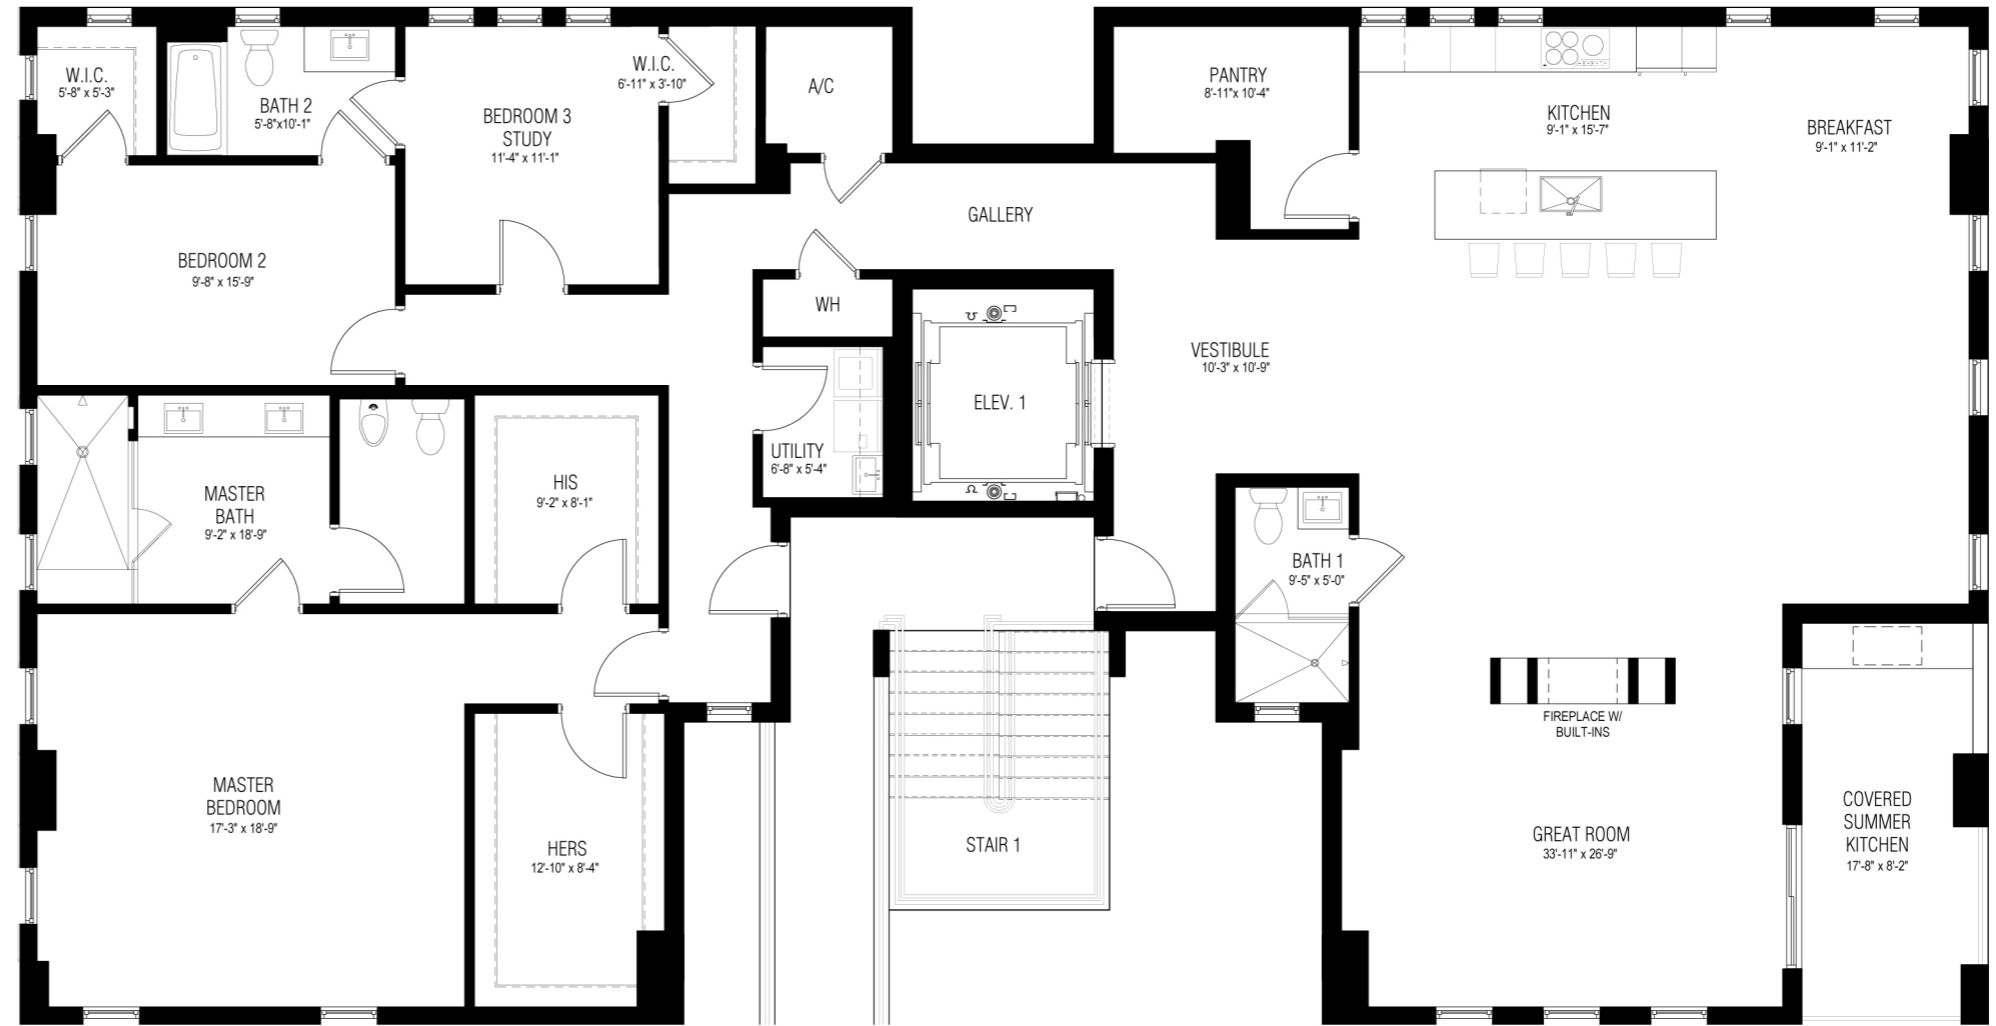 W.I.C.
5'-8" x 5'-3"
BATH 2
5'-8"x10'-1"
BEDROOM 3
STUDY
11'-4" x 11'-1"
W.I.C.
6'-11" x 3'-10"
A/C
PANTRY
8'-11"x 10'-4"
KITCHEN
9'-1" x 15'-7"
BREAKFAST
9'-1" x 11'-2"
BEDROOM 2
9'-8" x 15'-9"
GALLERY
WH
VESTIBULE
10'-3" x 10'-9"
ELEV. 1
UTILITY
6'-8" x 5'-4"
MASTER
BATH
9'-2" x 18'-9"
HIS
9'-2" x 8'-1"
BATH 1
9'-5" x 5'-0"
FIREPLACE W/
BUILT-INS
MASTER
BEDROOM
17'-3" x 18'-9"
HERS
12'-10" x 8'-4"
STAIR 1
GREAT ROOM
33'-11" x 26'-9"
COVERED
SUMMER
KITCHEN
17'-8" x 8'-2"